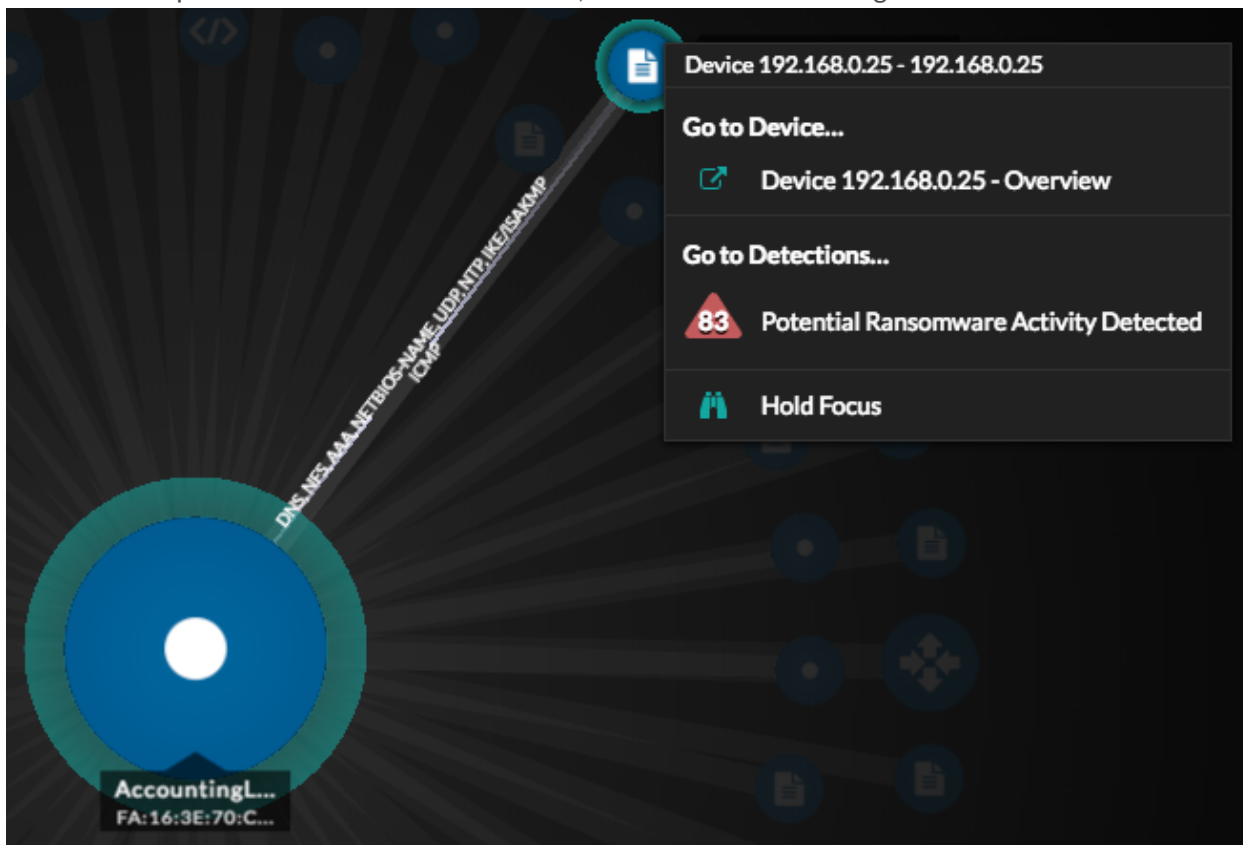 Device 192.168.0.25 - 192.168.0.25
Go to Device...
Device 192.168.0.25 - Overview
Go to Detections...
83 Potential Ransomware Activity Detected
Hold Focus
DNS, NFS, AAA, NETBIOS-NAME, UDP, NTP, IKE/ISAKMP
ICMP
AccountingL...
FA:16:3E:70:C...